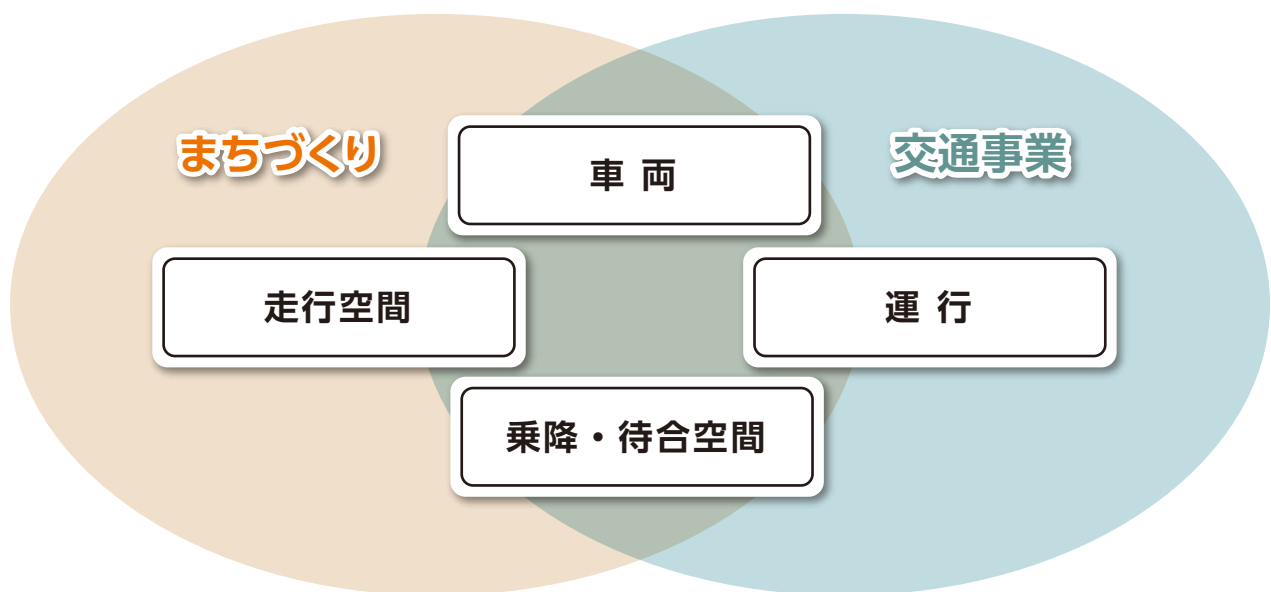 まちづくり
交通事業
車両
走行空間
運行
乗降・待合空間